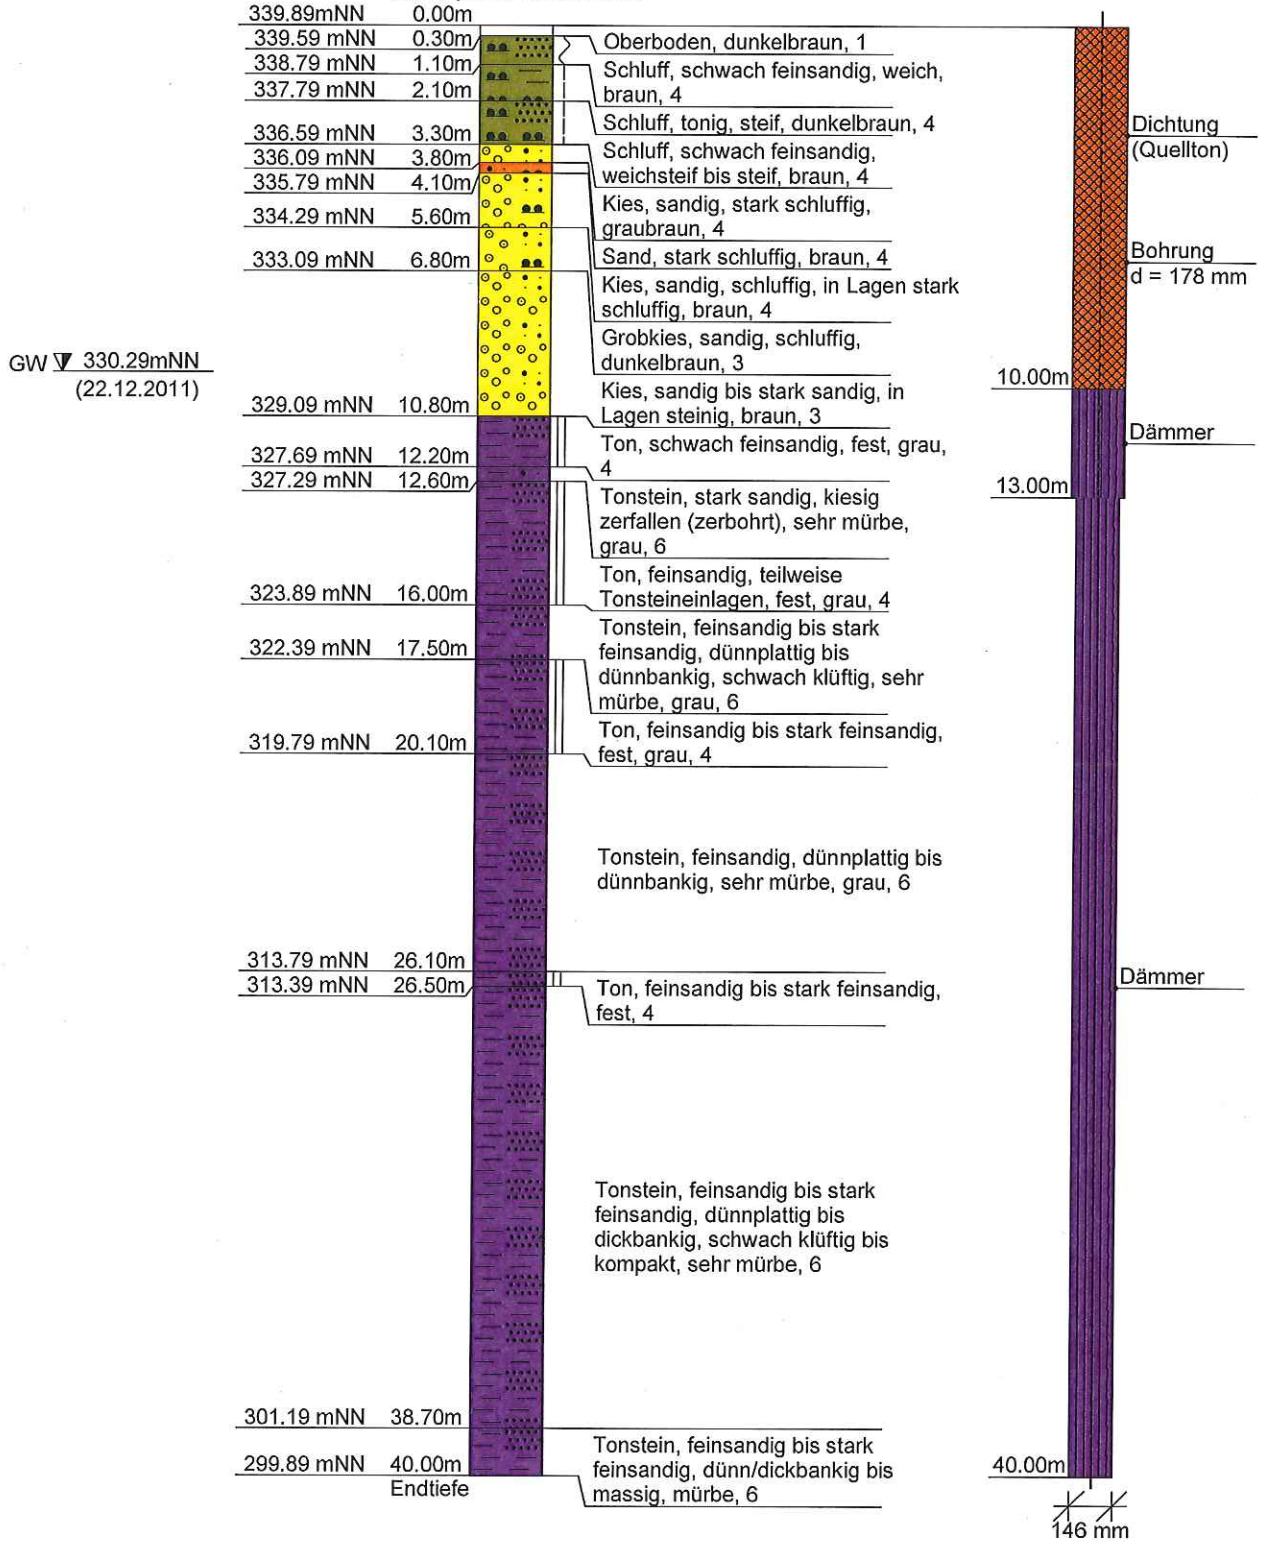 339.89mNN 0.00m
339.59 mNN 0.30m
338.79 mNN 1.10m
337.79 mNN 2.10m
336.59 mNN 3.30m
336.09 mNN 3.80m
335.79 mNN 4.10m
334.29 mNN 5.60m
333.09 mNN 6.80m
GW 330.29mNN
(22.12.2011)
329.09 mNN 10.80m
327.69 mNN 12.20m
327.29 mNN 12.60m
323.89 mNN 16.00m
322.39 mNN 17.50m
319.79 mNN 20.10m
313.79 mNN 26.10m
313.39 mNN 26.50m
301.19 mNN 38.70m
299.89 mNN 40.00m
Endtiefe
Oberboden, dunkelbraun, 1
Schluff, schwach feinsandig, weich,
braun, 4
Schluff, tonig, steif, dunkelbraun, 4
Schluff, schwach feinsandig,
weichsteif bis steif, braun, 4
Kies, sandig, stark schluffig,
graubraun, 4
Sand, stark schluffig, braun, 4
Kies, sandig, schluffig, in Lagen stark
schluffig, braun, 4
Grobkies, sandig, schluffig,
dunkelbraun, 3
Kies, sandig bis stark sandig, in
Lagen steinig, braun, 3
Ton, schwach feinsandig, fest, grau,
4
Tonstein, stark sandig, kiesig
zerfallen (zerbohrt), sehr mürbe,
grau, 6
Ton, feinsandig, teilweise
Tonsteineinlagen, fest, grau, 4
Tonstein, feinsandig bis stark
feinsandig, dünnplattig bis
dünnbankig, schwach klüftig, sehr
mürbe, grau, 6
Ton, feinsandig bis stark feinsandig,
fest, grau, 4
Tonstein, feinsandig, dünnplattig bis
dünnbankig, sehr mürbe, grau, 6
Ton, feinsandig bis stark feinsandig,
fest, 4
Tonstein, feinsandig bis stark
feinsandig, dünnplattig bis
dickbankig, schwach klüftig bis
kompakt, sehr mürbe, 6
Tonstein, feinsandig bis stark
feinsandig, dünn/dickbankig bis
massig, mürbe, 6
Dichtung
(Quellton)
Bohrung
d = 178 mm
10.00m
Dämmer
13.00m
Dämmer
40.00m
146 mm